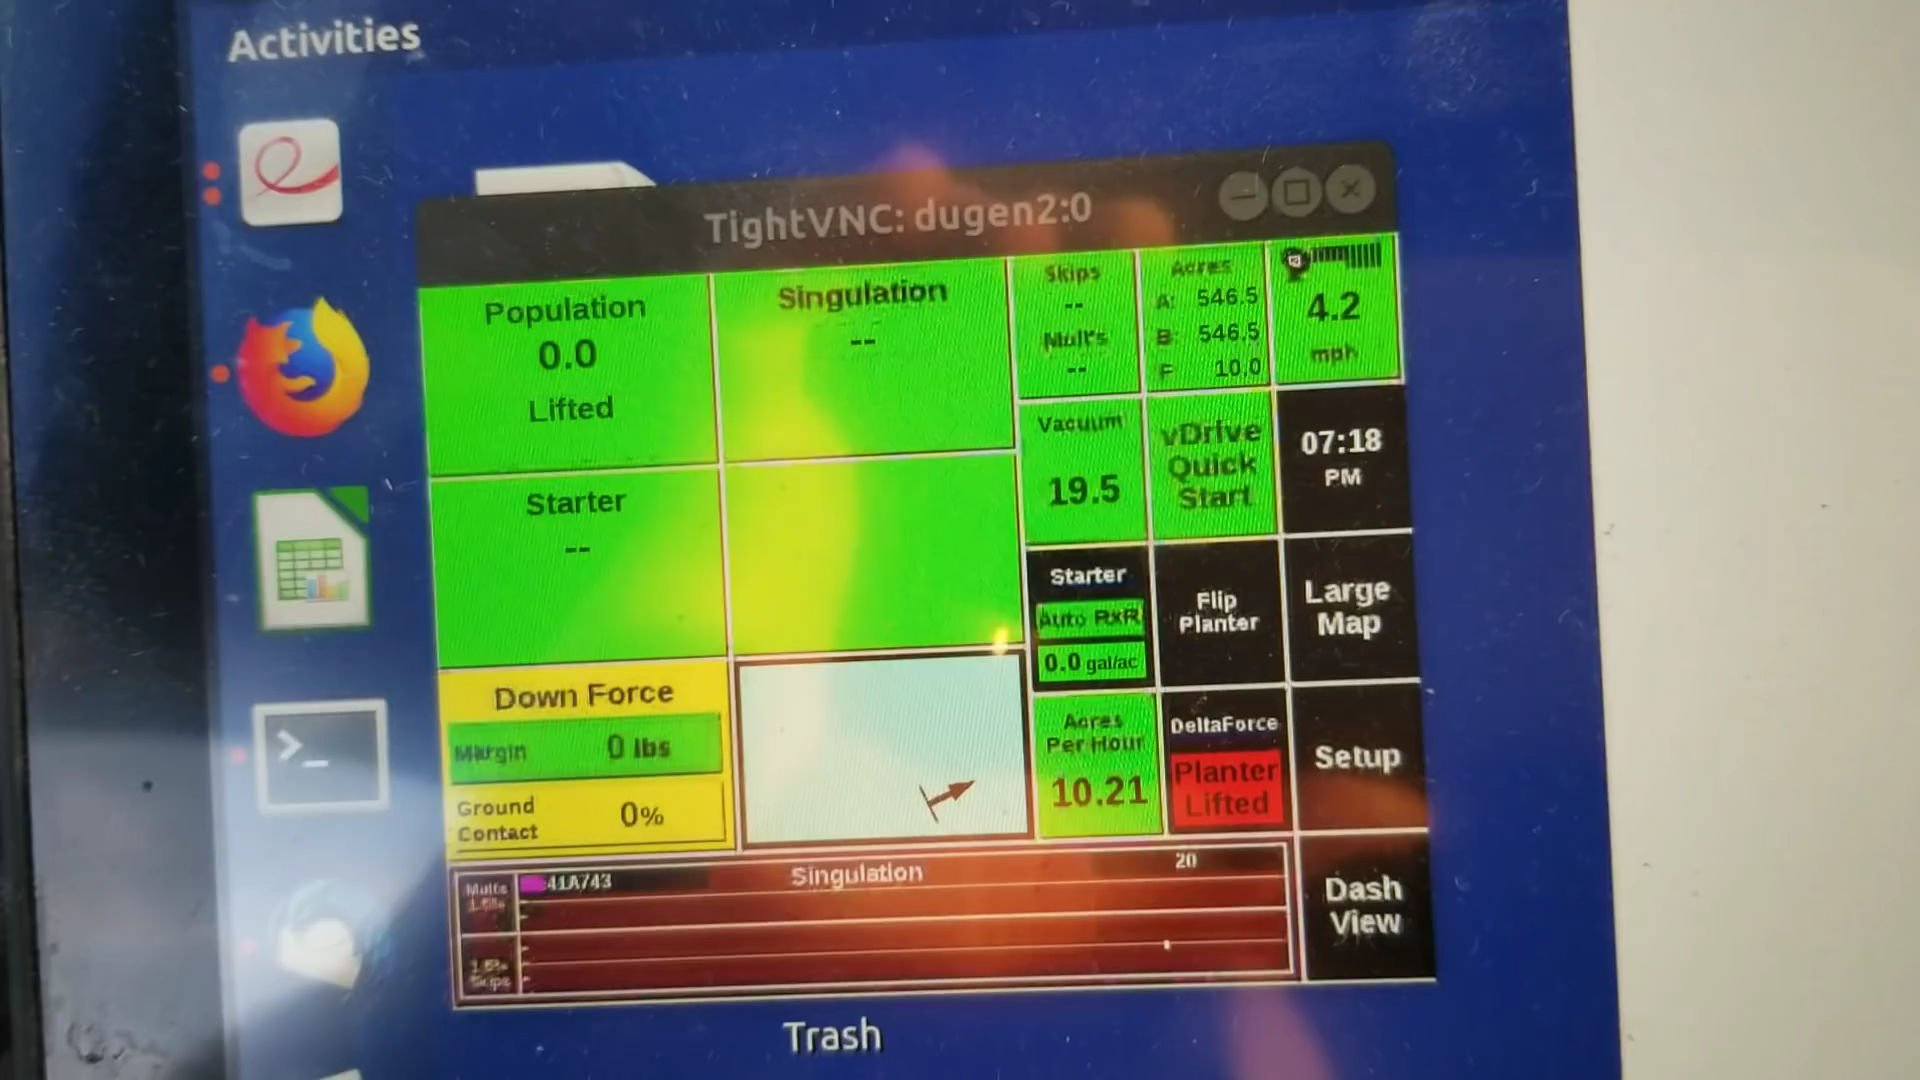 Activities
TightVNC: dugen2:0
Population
0.0
Lifted
Singulation
--
Skips
--
Mults
--
Acres
A: 546.5
B: 546.5
F 10.0
4.2
mph
Starter
--
Vacuum
19.5
vDrive
Quick
Start
07:18
PM
Starter
Auto RxR
0.0 gal/ac
Flip
Planter
Large
Map
Down Force
Margin 0 lbs
Ground
Contact
0%
Acres
Per Hour
10.21
DeltaForce
Planter
Lifted
Setup
Mults
41A743
Singulation
20
Skips
Dash
View
Trash